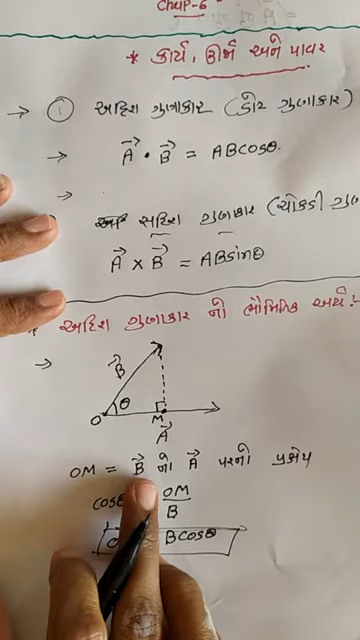 Chap-6
* કાર્ય, ઊર્જા અને પાવર
→ ① અદિશ ગુણાકાર (ડોટ ગુણાકાર)
→ A⃗ · B⃗ = ABcosθ.
→
સદિશ ગુણાકાર (ચોકડી ગુણ
A⃗ × B⃗ = ABsinθ
* અદિશ ગુણાકાર નો ભૌમિતિક અર્થ:-
→
B⃗
θ
O M
A⃗
OM = B⃗ નો A⃗ પરનો પ્રક્ષેપ
OM
B
Bcosθ